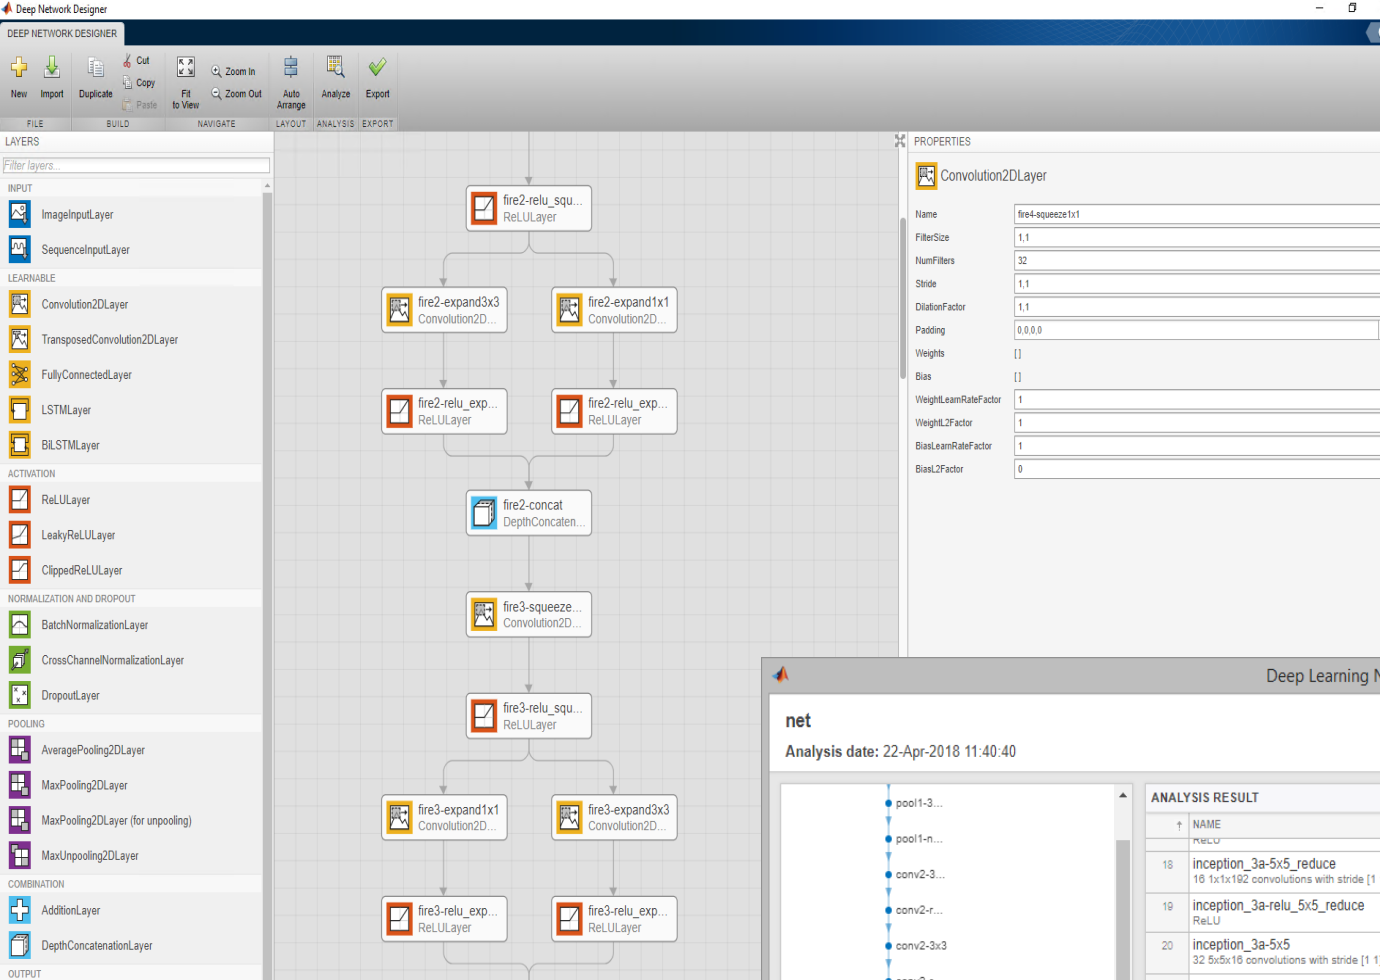 Deep Network Designer
DEEP NETWORK DESIGNER
New
Import
Duplicate
Cut
Copy
Paste
Fit
to View
Zoom In
Zoom Out
Auto
Arrange
Analyze
Export
FILE
BUILD
NAVIGATE
LAYOUT
ANALYSIS
EXPORT
LAYERS
Filter layers...
INPUT
ImageInputLayer
SequenceInputLayer
LEARNABLE
Convolution2DLayer
TransposedConvolution2DLayer
FullyConnectedLayer
LSTMLayer
BiLSTMLayer
ACTIVATION
ReLULayer
LeakyReLULayer
ClippedReLULayer
NORMALIZATION AND DROPOUT
BatchNormalizationLayer
CrossChannelNormalizationLayer
DropoutLayer
POOLING
AveragePooling2DLayer
MaxPooling2DLayer
MaxPooling2DLayer (for unpooling)
MaxUnpooling2DLayer
COMBINATION
AdditionLayer
DepthConcatenationLayer
OUTPUT
fire2-relu_squ...
ReLULayer
fire2-expand3x3
Convolution2D...
fire2-expand1x1
Convolution2D...
fire2-relu_exp...
ReLULayer
fire2-relu_exp...
ReLULayer
fire2-concat
DepthConcaten...
fire3-squeeze...
Convolution2D...
fire3-relu_squ...
ReLULayer
fire3-expand1x1
Convolution2D...
fire3-expand3x3
Convolution2D...
fire3-relu_exp...
ReLULayer
fire3-relu_exp...
ReLULayer
PROPERTIES
Convolution2DLayer
Name fire4-squeeze1x1
FilterSize 1,1
NumFilters 32
Stride 1,1
DilationFactor 1,1
Padding 0,0,0,0
Weights []
Bias []
WeightLearnRateFactor 1
WeightL2Factor 1
BiasLearnRateFactor 1
BiasL2Factor 0
Deep Learning N
net
Analysis date: 22-Apr-2018 11:40:40
pool1-3...
pool1-n...
conv2-3...
conv2-r...
conv2-3x3
ANALYSIS RESULT
NAME
ReLU
18 inception_3a-5x5_reduce
16 1x1x192 convolutions with stride [1
19 inception_3a-relu_5x5_reduce
ReLU
20 inception_3a-5x5
32 5x5x16 convolutions with stride [1 1